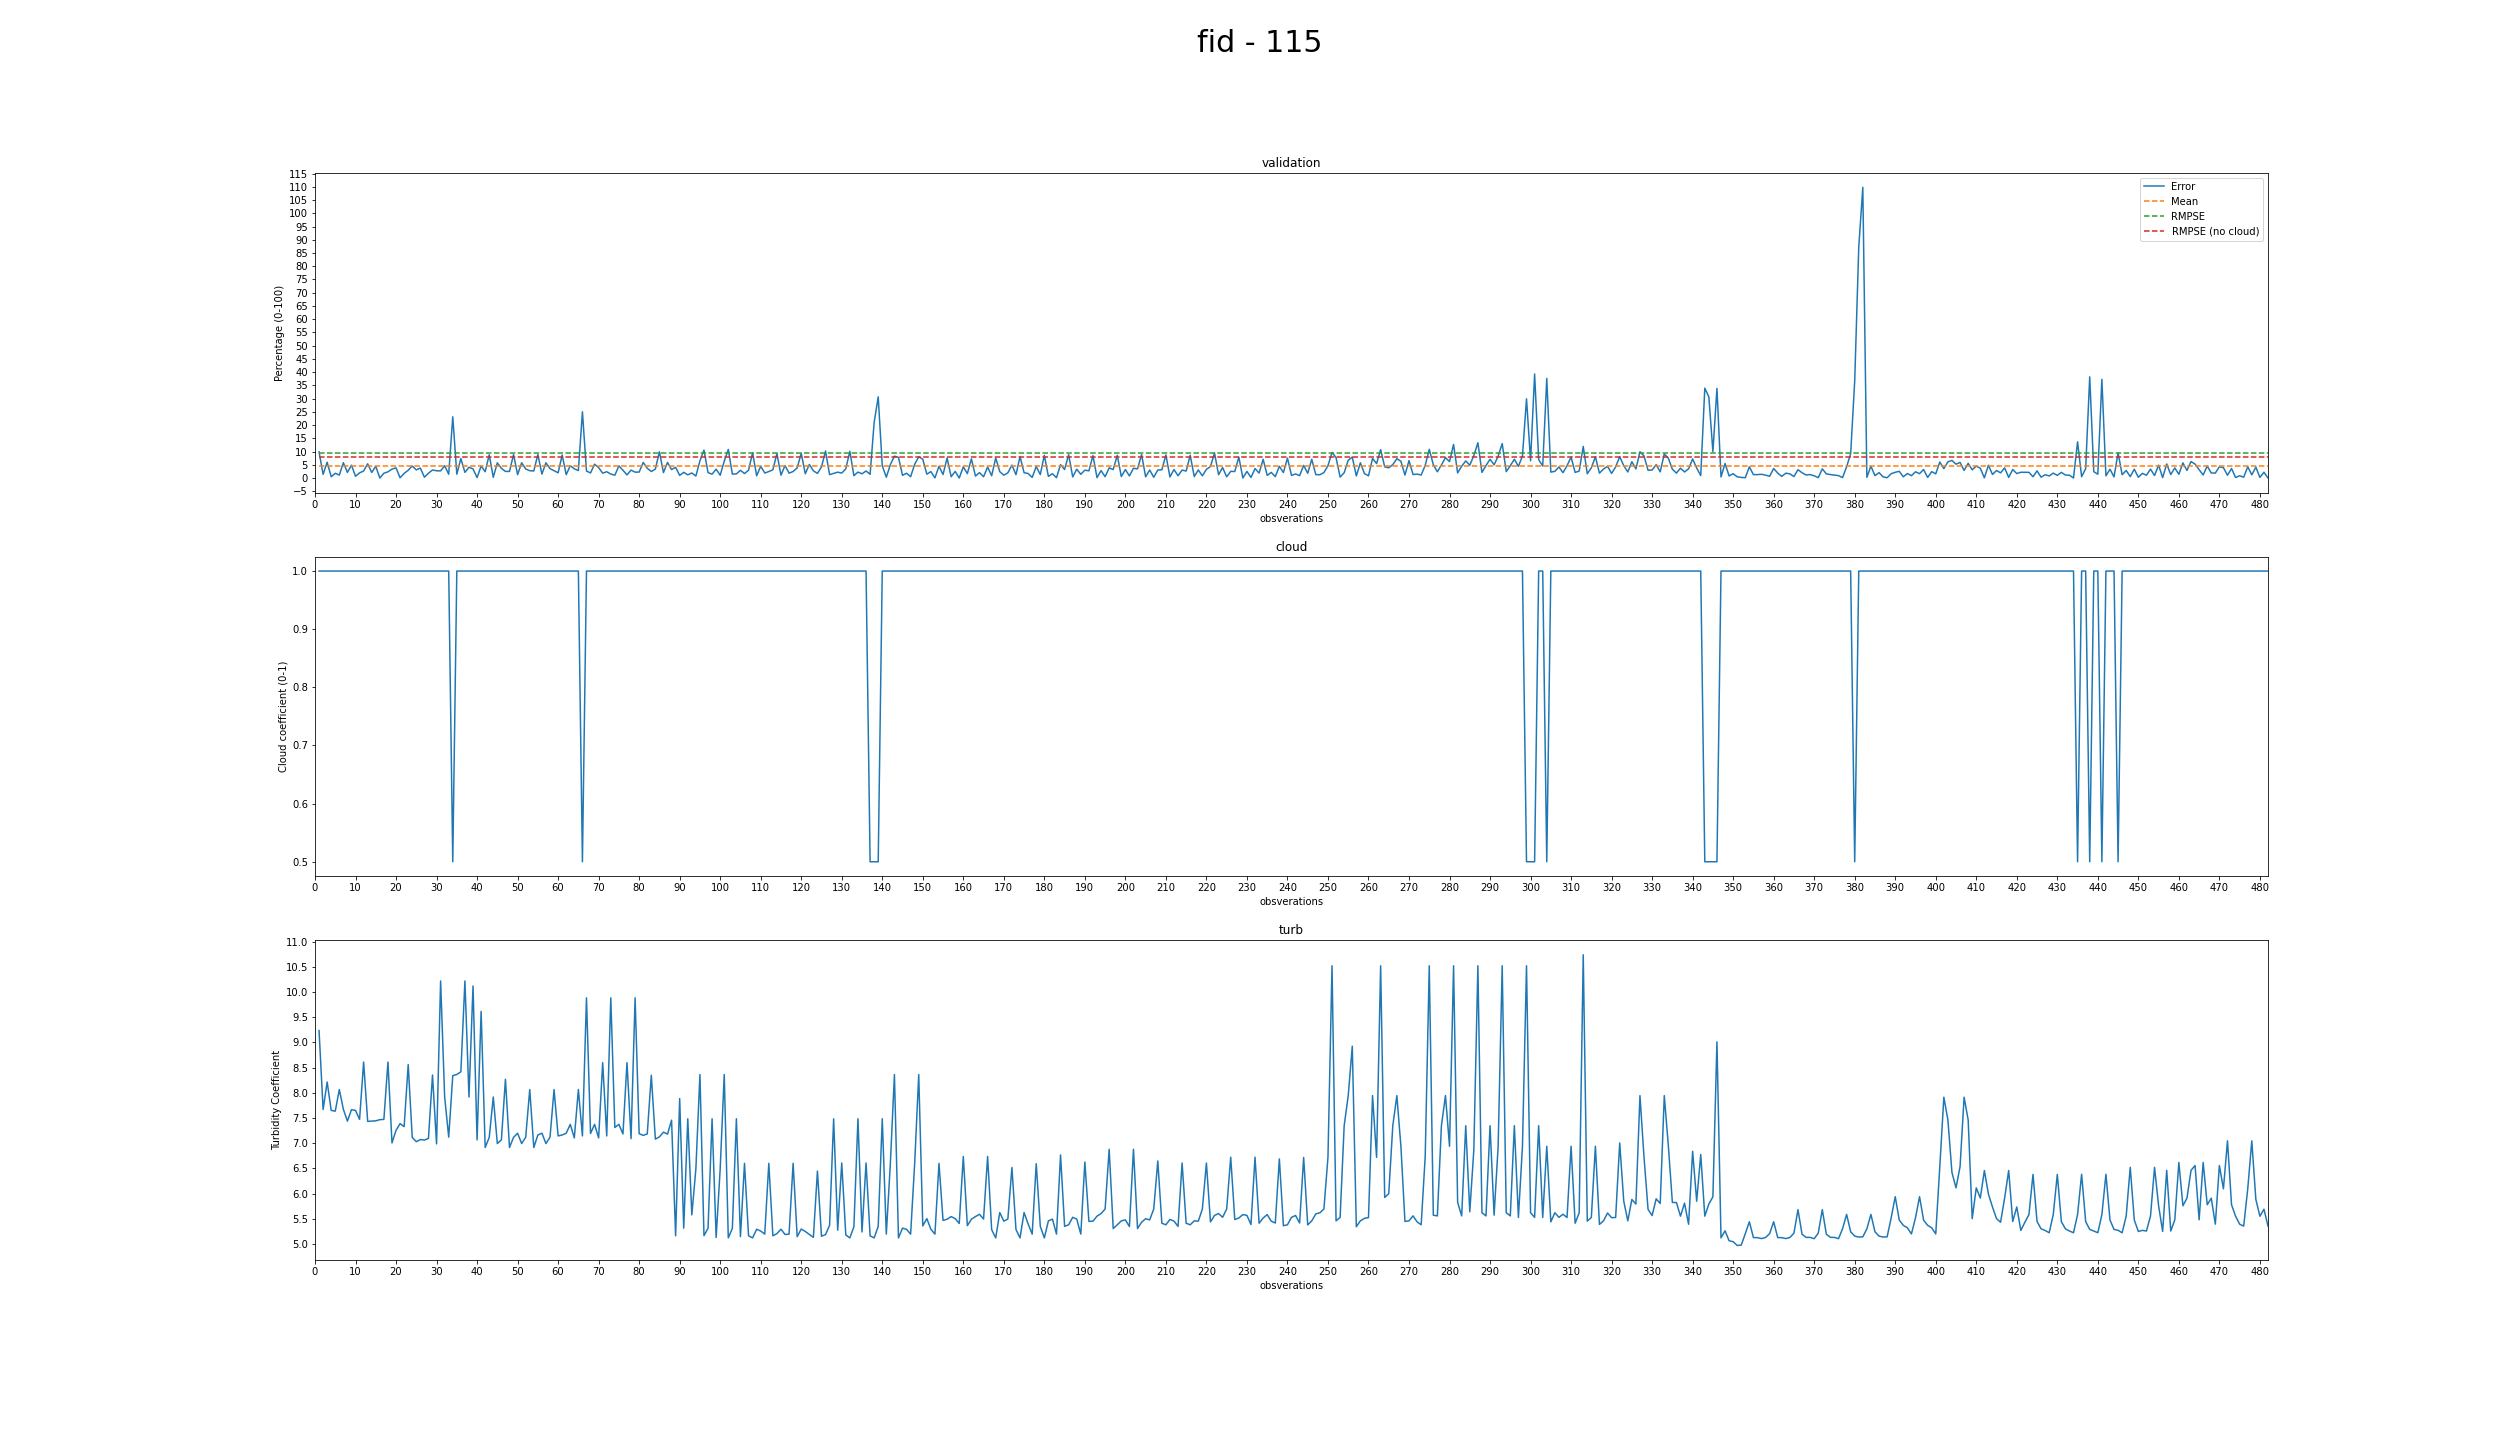 fid - 115
validation
115
110
105
100
95
90
85
80
75
70
65
60
55
50
45
40
35
30
25
20
15
10
5
0
−5
Percentage (0-100)
Error
Mean
RMPSE
RMPSE (no cloud)
0 10 20 30 40 50 60 70 80 90 100 110 120 130 140 150 160 170 180 190 200 210 220 230 240 250 260 270 280 290 300 310 320 330 340 350 360 370 380 390 400 410 420 430 440 450 460 470 480
obsverations
cloud
1.0
0.9
0.8
0.7
0.6
0.5
Cloud coefficient (0-1)
0 10 20 30 40 50 60 70 80 90 100 110 120 130 140 150 160 170 180 190 200 210 220 230 240 250 260 270 280 290 300 310 320 330 340 350 360 370 380 390 400 410 420 430 440 450 460 470 480
obsverations
turb
11.0
10.5
10.0
9.5
9.0
8.5
8.0
7.5
7.0
6.5
6.0
5.5
5.0
Turbidity Coefficient
0 10 20 30 40 50 60 70 80 90 100 110 120 130 140 150 160 170 180 190 200 210 220 230 240 250 260 270 280 290 300 310 320 330 340 350 360 370 380 390 400 410 420 430 440 450 460 470 480
obsverations